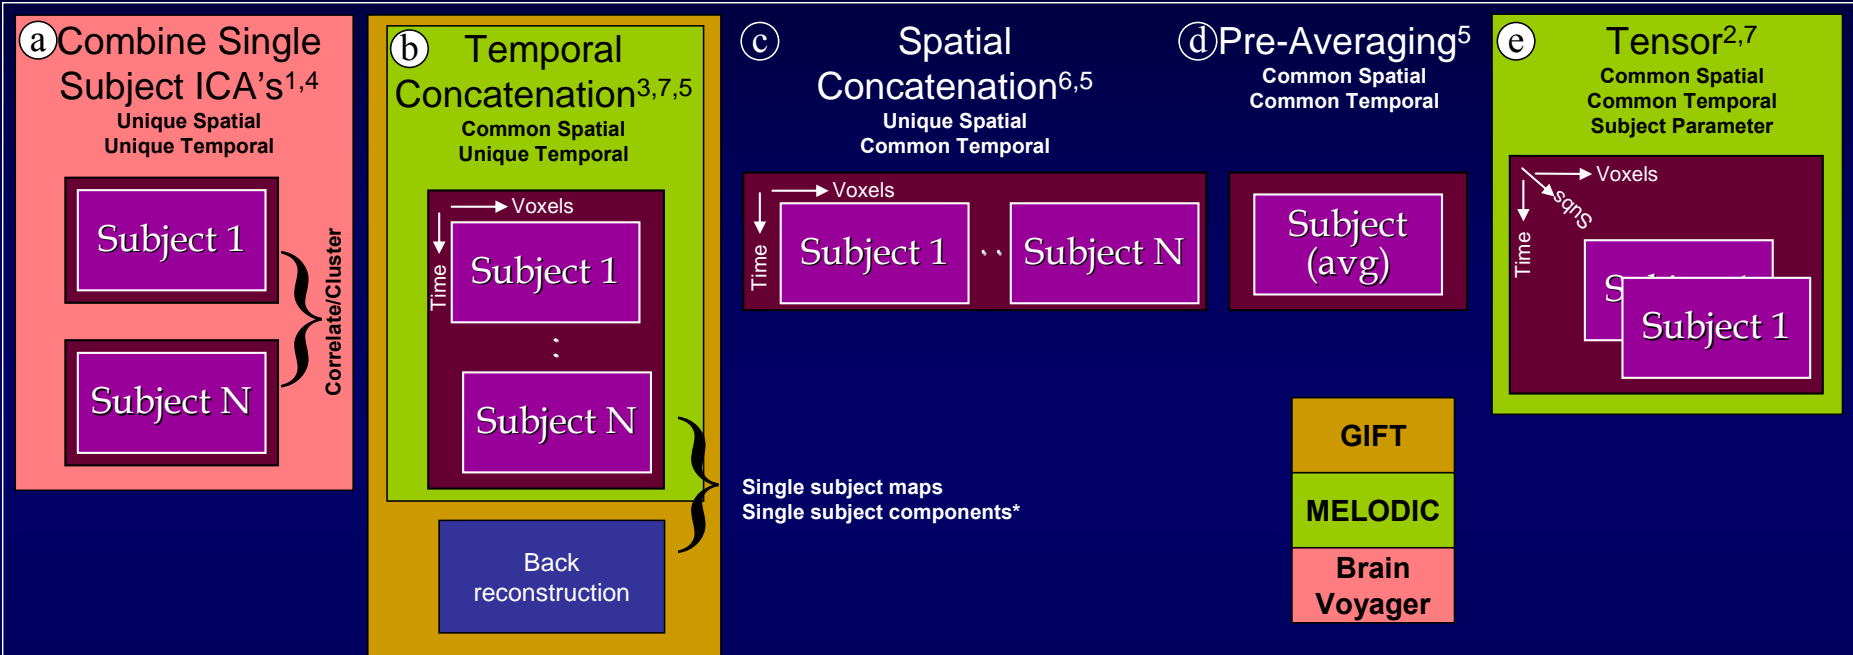 a
Combine Single
Subject ICA's1,4
Unique Spatial
Unique Temporal
Subject 1
Subject N
Correlate/Cluster
b
Temporal
Concatenation3,7,5
Common Spatial
Unique Temporal
Voxels
Time
Subject 1
:
Subject N
Back
reconstruction
Single subject maps
Single subject components*
c
Spatial
Concatenation6,5
Unique Spatial
Common Temporal
Voxels
Time
Subject 1 .. Subject N
d
Pre-Averaging5
Common Spatial
Common Temporal
Subject
(avg)
e
Tensor2,7
Common Spatial
Common Temporal
Subject Parameter
Voxels
Subs
Time
Subject 1
GIFT
MELODIC
Brain
Voyager